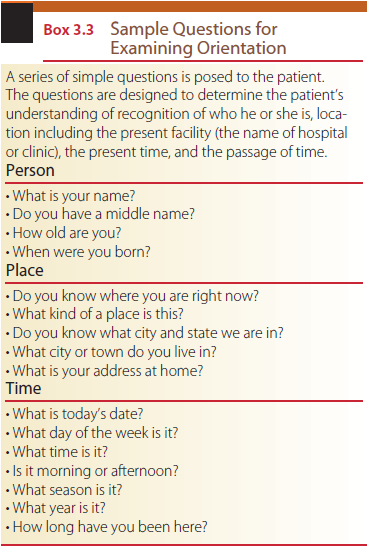 Box 3.3 Sample Questions for
Examining Orientation
A series of simple questions is posed to the patient.
The questions are designed to determine the patient's
understanding of recognition of who he or she is, loca-
tion including the present facility (the name of hospital
or clinic), the present time, and the passage of time.
Person
• What is your name?
• Do you have a middle name?
• How old are you?
• When were you born?
Place
• Do you know where you are right now?
• What kind of a place is this?
• Do you know what city and state we are in?
• What city or town do you live in?
• What is your address at home?
Time
• What is today's date?
• What day of the week is it?
• What time is it?
• Is it morning or afternoon?
• What season is it?
• What year is it?
• How long have you been here?